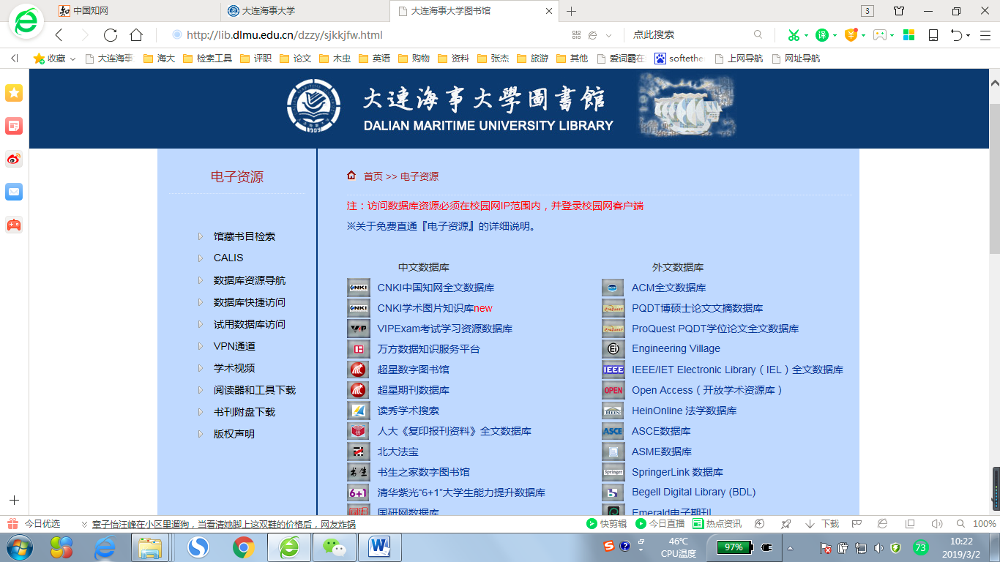 中国知网
大连海事大学
大连海事大学图书馆
3
http://lib.dlmu.edu.cn/dzzy/sjkkjfw.html
点此搜索
译
收藏
大连海事
海大
检索工具
评职
论文
木虫
英语
购物
资料
张杰
旅游
其他
爱词霸在
softethe
上网导航
网址导航
大連海事大學圖書館
DALIAN MARITIME UNIVERSITY LIBRARY
1909
电子资源
馆藏书目检索
CALIS
数据库资源导航
数据库快捷访问
试用数据库访问
VPN通道
学术视频
阅读器和工具下载
书刊附盘下载
版权声明
首页 >> 电子资源
注：访问数据库资源必须在校园网IP范围内，并登录校园网客户端
※关于免费直通『电子资源』的详细说明。
中文数据库
CNKI中国知网全文数据库
CNKI学术图片知识库new
VIPExam考试学习资源数据库
万方数据知识服务平台
超星数字图书馆
超星期刊数据库
读秀学术搜索
人大《复印报刊资料》全文数据库
北大法宝
书生之家数字图书馆
清华紫光“6+1”大学生能力提升数据库
国研网数据库
外文数据库
ACM全文数据库
PQDT博硕士论文文摘数据库
ProQuest PQDT学位论文全文数据库
Engineering Village
IEEE/IET Electronic Library（IEL）全文数据库
Open Access（开放学术资源库）
HeinOnline 法学数据库
ASCE数据库
ASME数据库
SpringerLink 数据库
Begell Digital Library (BDL)
Emerald电子期刊
今日优选
章子怡汪峰在小区里遛狗，当看清她脚上这双鞋的价格后，网友炸锅
快剪辑
今日直播
热点资讯
下载
100%
46℃
CPU温度
97%
73
10:22
2019/3/2